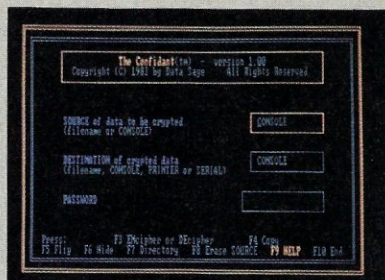 The Confidant(tm) - version 1.00
Copyright (C) 1983 by Data Saye All Rights Reserved
SOURCE of data to be crypted CONSOLE
(filename or CONSOLE)
DESTINATION of crypted data CONSOLE
(filename, CONSOLE, PRINTER or SERIAL)
PASSWORD
Press: F3 ENcipher or DEcipher F4 Copy
F5 Flip F6 Hide F7 Directory F8 Erase SOURCE F9 HELP F10 End